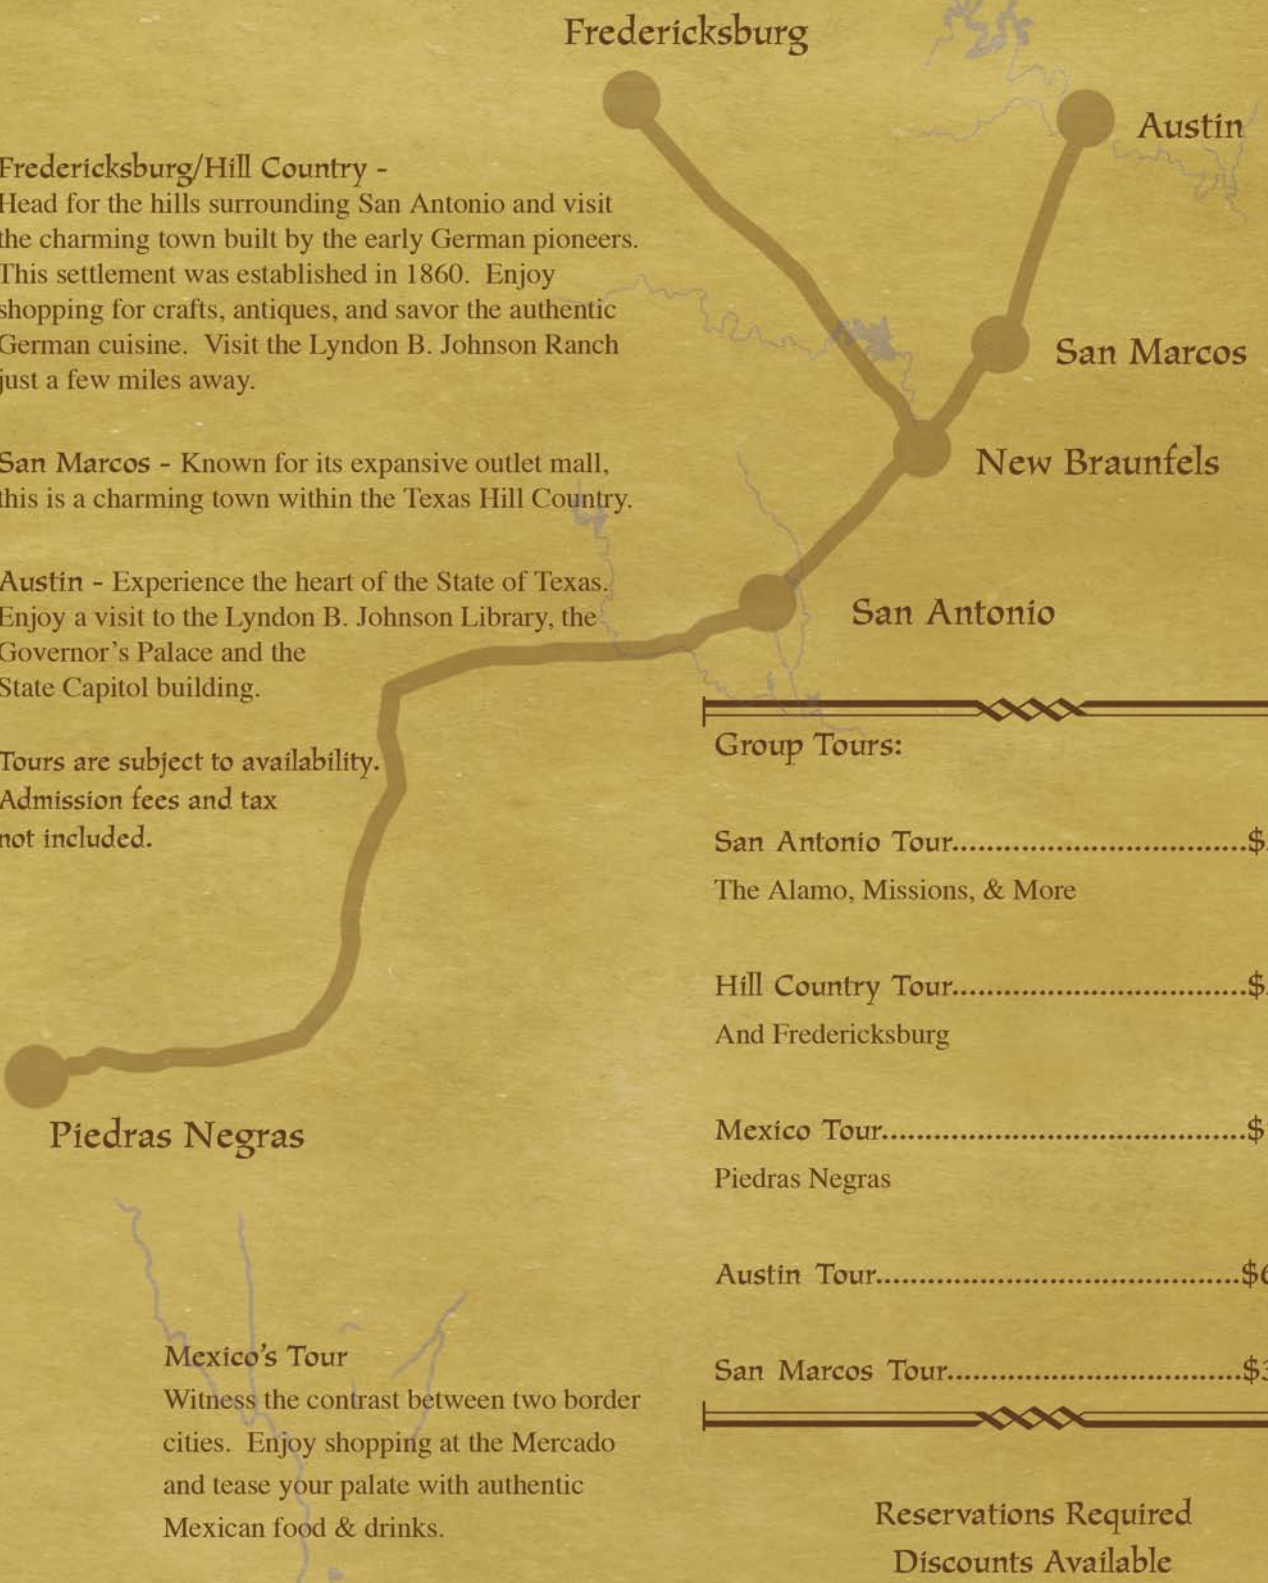 Fredericksburg
Austin
San Marcos
New Braunfels
San Antonio
Piedras Negras
Fredericksburg/Hill Country -
Head for the hills surrounding San Antonio and visit
the charming town built by the early German pioneers.
This settlement was established in 1860.  Enjoy
shopping for crafts, antiques, and savor the authentic
German cuisine.  Visit the Lyndon B. Johnson Ranch
just a few miles away.
San Marcos - Known for its expansive outlet mall,
this is a charming town within the Texas Hill Country.
Austin - Experience the heart of the State of Texas.
Enjoy a visit to the Lyndon B. Johnson Library, the
Governor's Palace and the
State Capitol building.
Tours are subject to availability.
Admission fees and tax
not included.
Mexico's Tour
Witness the contrast between two border
cities.  Enjoy shopping at the Mercado
and tease your palate with authentic
Mexican food & drinks.
Group Tours:
San Antonio Tour..................................$
The Alamo, Missions, & More
Hill Country Tour..................................$
And Fredericksburg
Mexico Tour..........................................$
Piedras Negras
Austin Tour..........................................$6
San Marcos Tour..................................$3
Reservations Required
Discounts Available